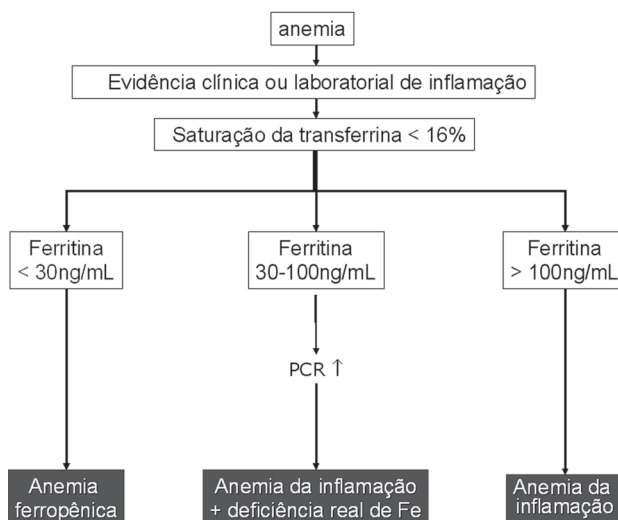 anemia
Evidência clínica ou laboratorial de inflamação
Saturação da transferrina < 16%
Ferritina
< 30ng/mL
Ferritina
30-100ng/mL
Ferritina
> 100ng/mL
PCR ↑
Anemia
ferropênica
Anemia da inflamação
+ deficiência real de Fe
Anemia da
inflamação